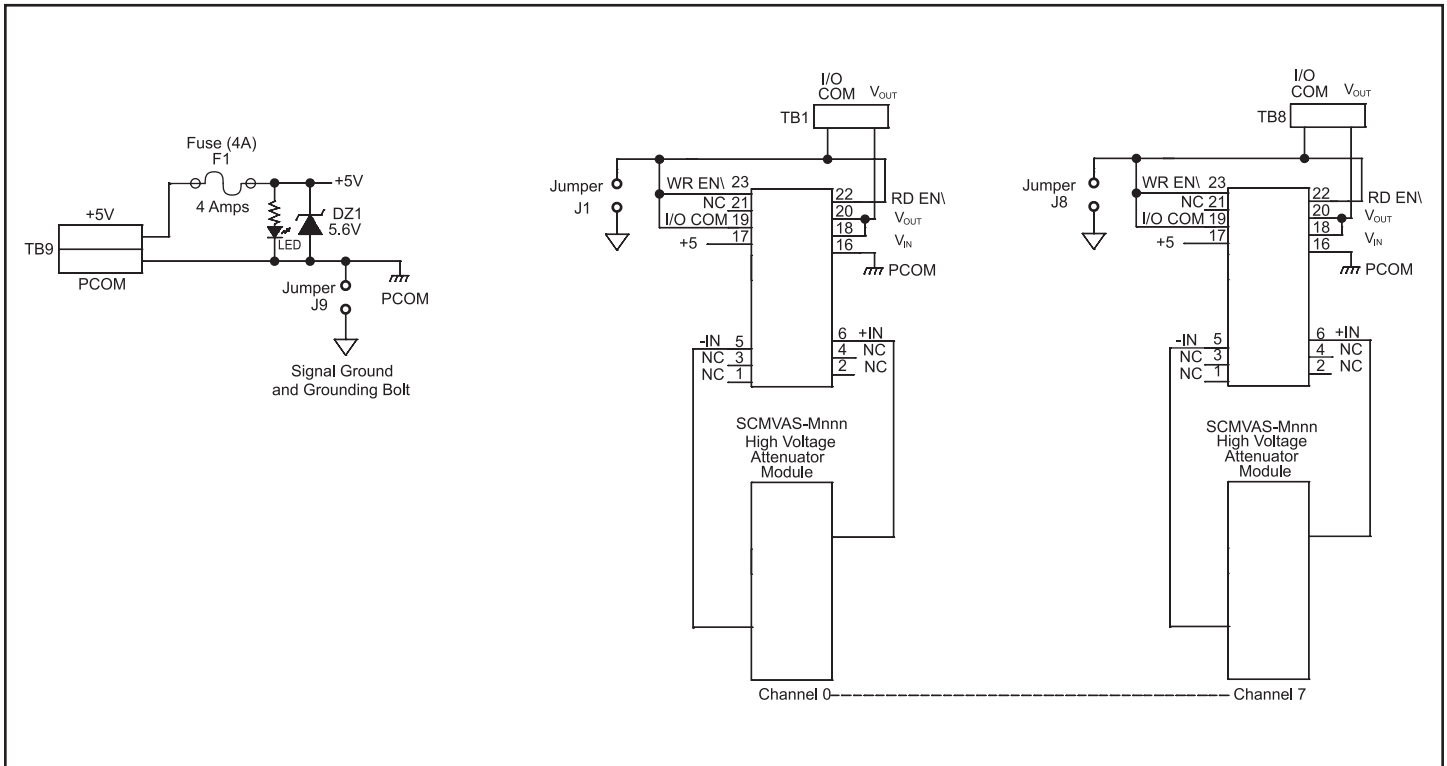 Fuse (4A)
F1
4 Amps
+5V
+5V
TB9
PCOM
LED
DZ1
5.6V
Jumper
J9
PCOM
Signal Ground
and Grounding Bolt
I/O
COM VOUT
TB1
Jumper
J1
WR EN\ 23
NC 21
I/O COM 19
+5 17
22 RD EN\
20 VOUT
18
16 VIN
PCOM
-IN 5
NC 3
NC 1
6 +IN
4 NC
2 NC
SCMVAS-Mnnn
High Voltage
Attenuator
Module
Channel 0
I/O
COM VOUT
TB8
Jumper
J8
WR EN\ 23
NC 21
I/O COM 19
+5 17
22 RD EN\
20 VOUT
18
16 VIN
PCOM
-IN 5
NC 3
NC 1
6 +IN
4 NC
2 NC
SCMVAS-Mnnn
High Voltage
Attenuator
Module
Channel 7